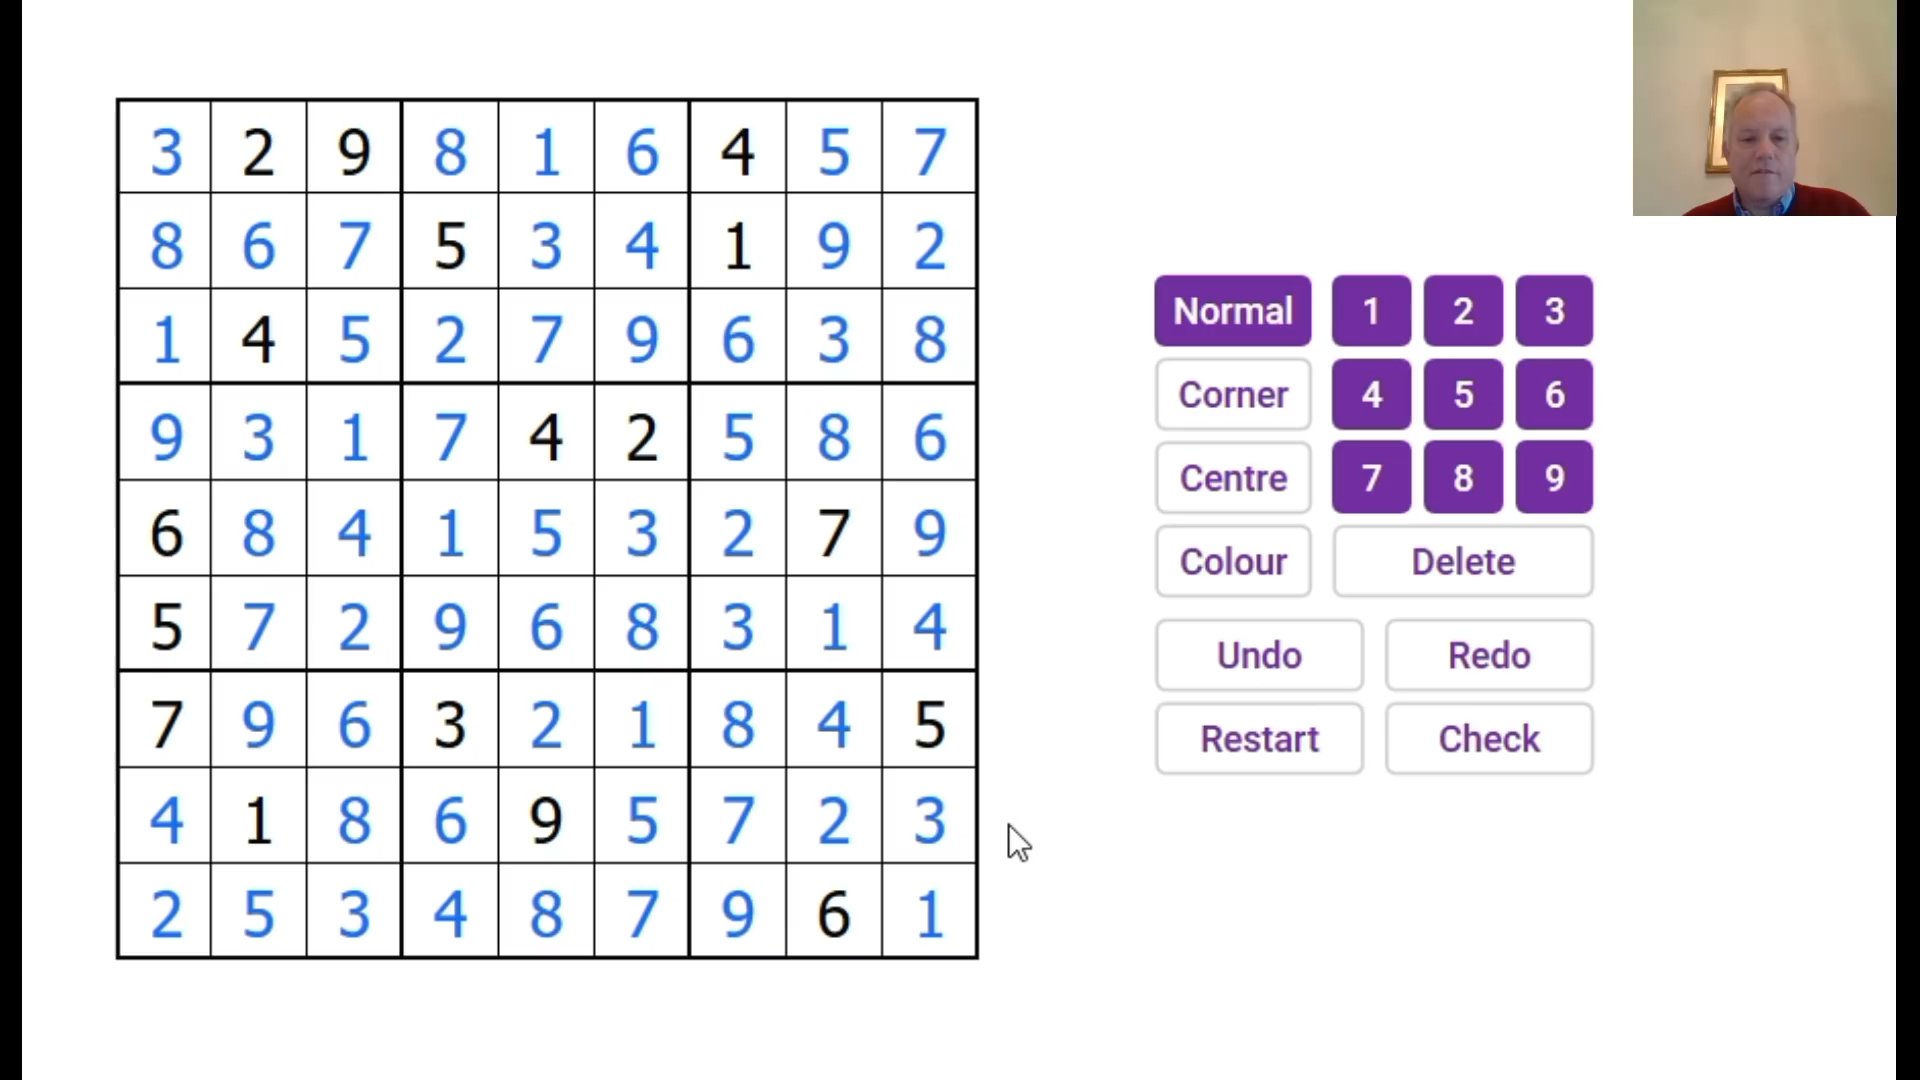 3 2 9 8 1 6 4 5 7
8 6 7 5 3 4 1 9 2
1 4 5 2 7 9 6 3 8
9 3 1 7 4 2 5 8 6
6 8 4 1 5 3 2 7 9
5 7 2 9 6 8 3 1 4
7 9 6 3 2 1 8 4 5
4 1 8 6 9 5 7 2 3
2 5 3 4 8 7 9 6 1
Normal 1 2 3
Corner 4 5 6
Centre 7 8 9
Colour Delete
Undo Redo
Restart Check